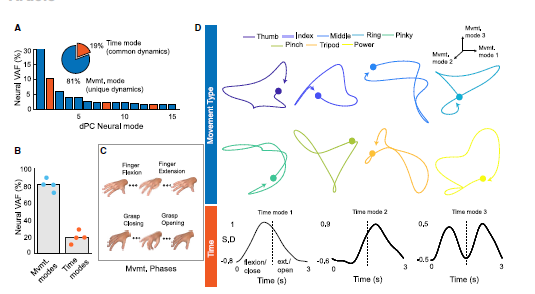 A
Neural VAF (%)
30
15
10
5
0
19%
Time mode
(common dynamics)
81%
Mvmt. mode
(unique dynamics)
5
10
15
dPC Neural mode
B
Neural VAF (%)
100
80
60
40
20
0
Mvmt. modes
Time modes
C
Finger Flexion
Finger Extension
Grasp Closing
Grasp Opening
Mvmt. Phases
D
Movement Type
Thumb
Index
Middle
Ring
Pinky
Pinch
Tripod
Power
Mvmt. mode 3
Mvmt. mode 2
Mvmt. mode 1
Time
Time mode 1
1
S,D
-0,8
flexion/ close
ext./ open
0
3
Time (s)
Time mode 2
0,9
-0,6
0
3
Time (s)
Time mode 3
0,5
-0,5
0
3
Time (s)